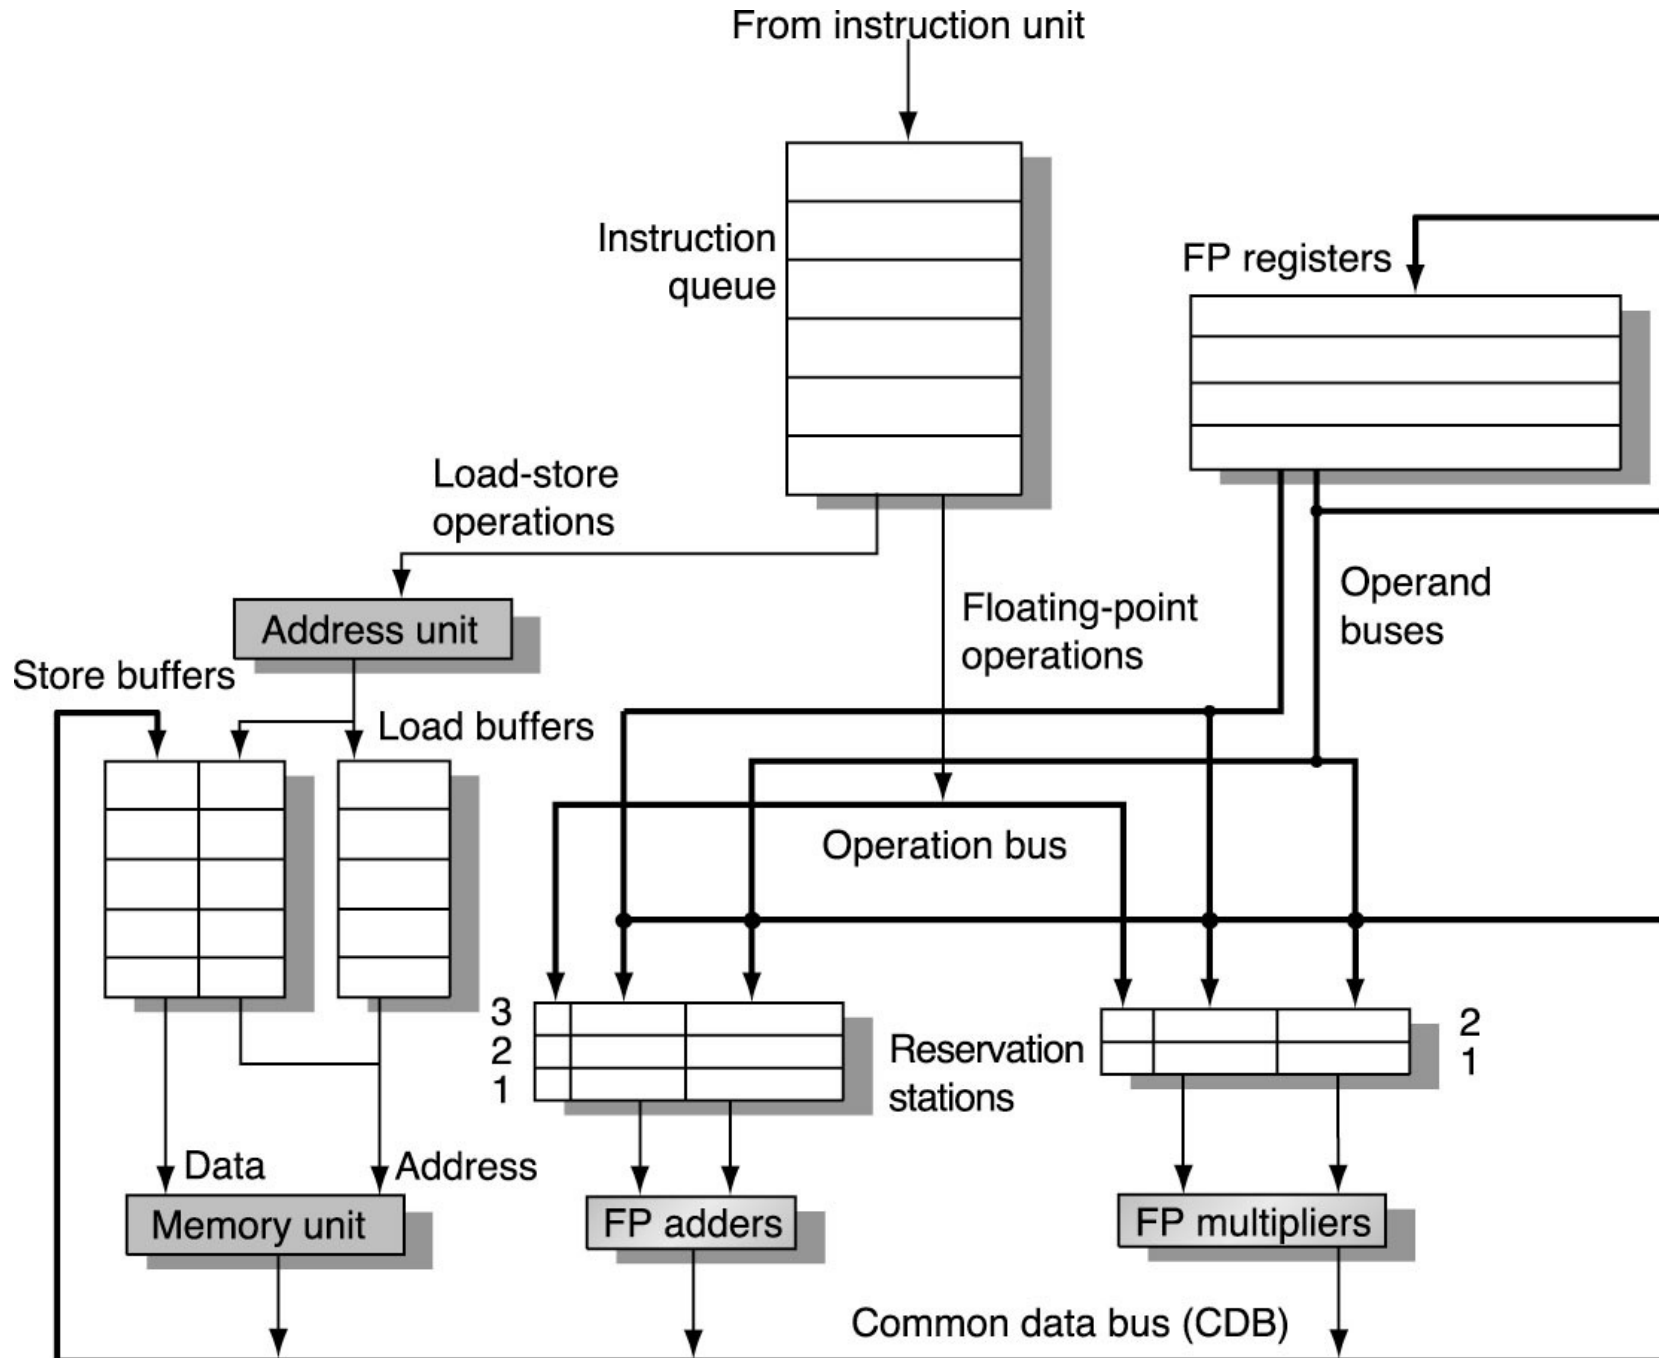 From instruction unit
Instruction
queue
FP registers
Load-store
operations
Operand
buses
Floating-point
operations
Address unit
Store buffers
Load buffers
Operation bus
3
2
1
Reservation
stations
2
1
Data
Address
Memory unit
FP adders
FP multipliers
Common data bus (CDB)